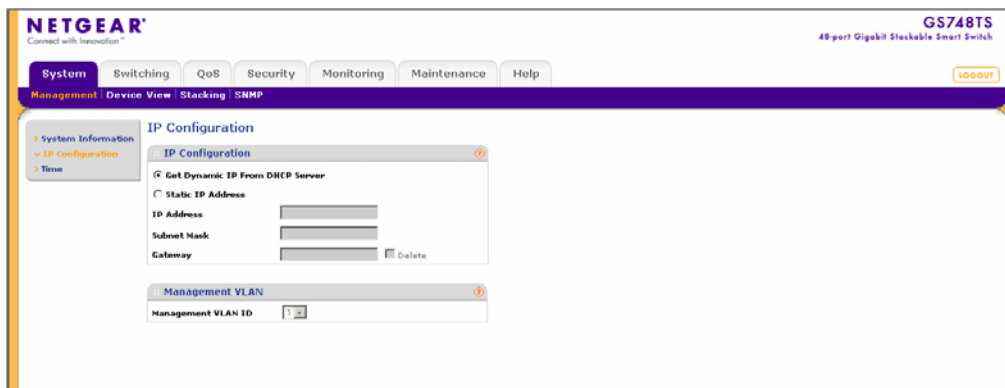 NETGEAR
Connect with Innovation™
GS748TS
48-port Gigabit Stackable Smart Switch
System Switching QoS Security Monitoring Maintenance Help
LOGOUT
Management Device View Stacking SNMP
System Information
IP Configuration
Time
IP Configuration
IP Configuration
Get Dynamic IP From DHCP Server
Static IP Address
IP Address
Subnet Mask
Gateway Delete
Management VLAN
Management VLAN ID 1